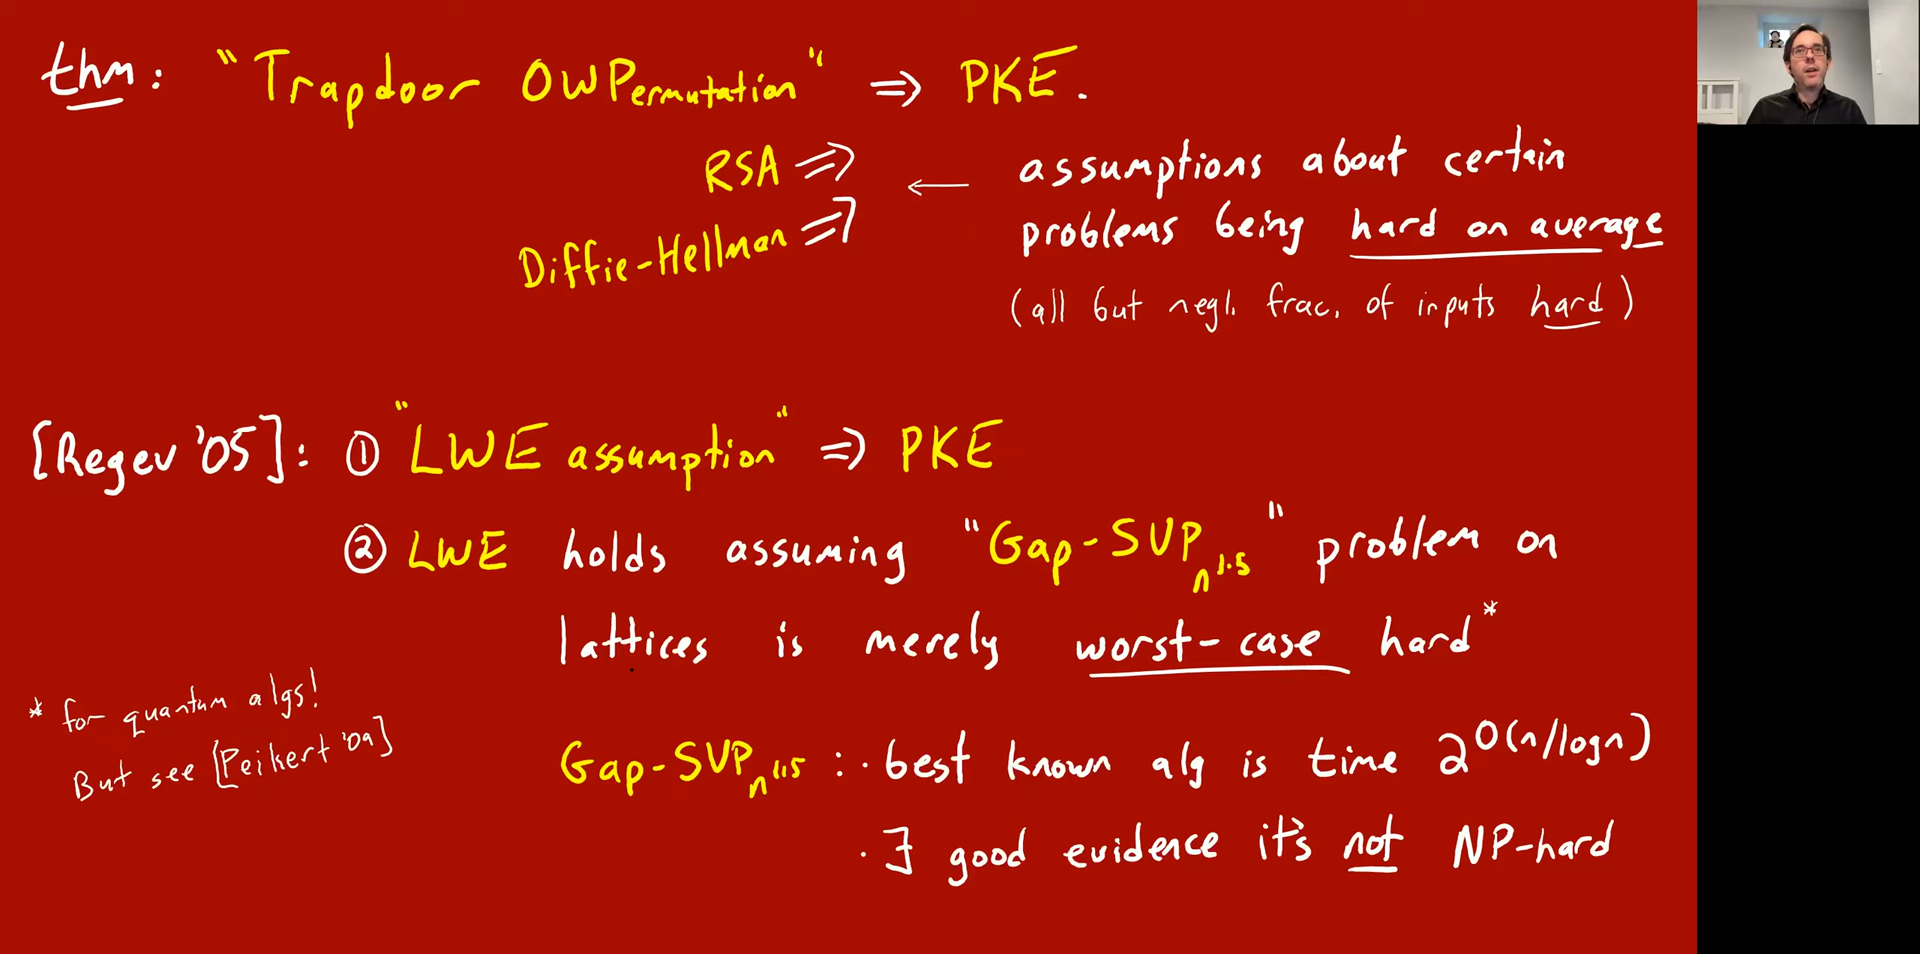 thm: "Trapdoor OWPermutation" ⇒ PKE.
RSA ⇒
Diffie-Hellman ⇒
← assumptions about certain
problems being hard on average
(all but negl. frac. of inputs hard)
[Regev '05]: ① "LWE assumption" ⇒ PKE
② LWE holds assuming "Gap-SVP_{n^{1.5}}" problem on
lattices is merely worst-case hard*
* for quantum algs!
But see [Peikert '09]
Gap-SVP_{n^{1.5}}: · best known alg is time 2^{O(n/logn)}
· ∃ good evidence it's not NP-hard